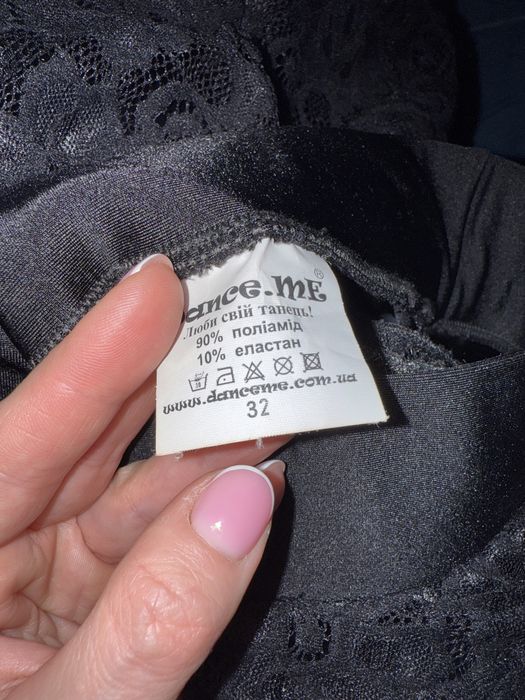 Dance.ME®
Люби свій танець!
90% поліамід
10% еластан
www.danceme.com.ua
32